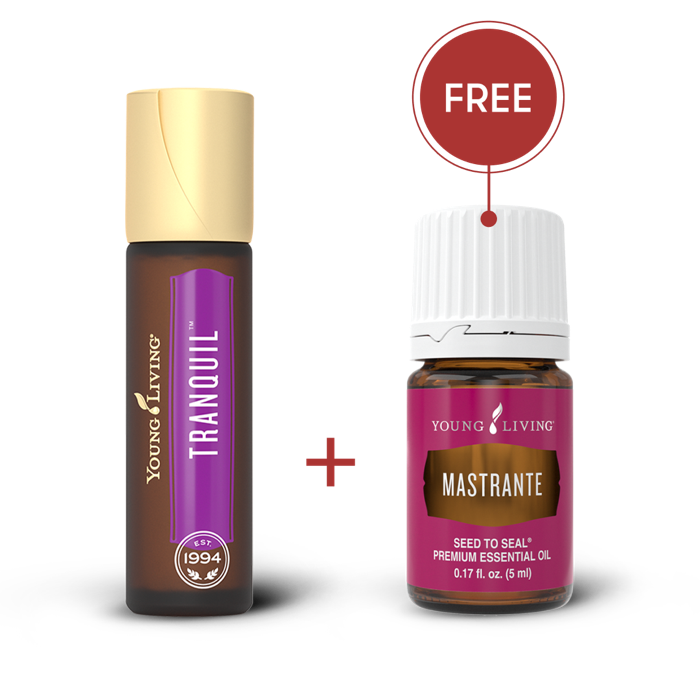 YOUNG LIVING®
TRANQUIL™
EST.
1994
+
FREE
YOUNG LIVING®
MASTRANTE
SEED TO SEAL®
PREMIUM ESSENTIAL OIL
0.17 fl. oz. (5 ml)